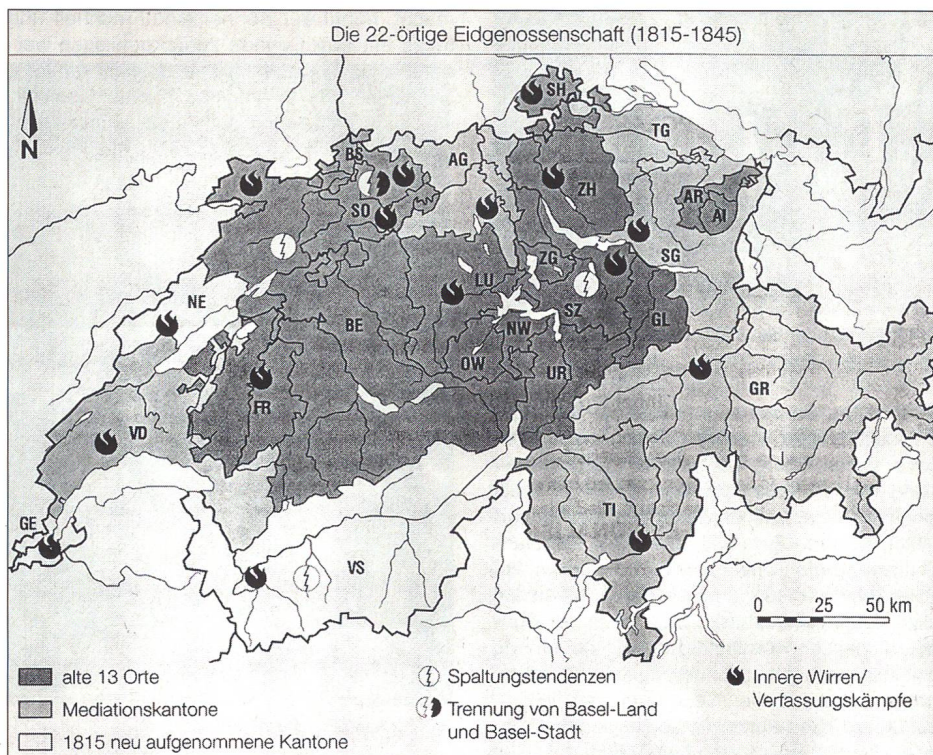 Die 22-örtige Eidgenossenschaft (1815-1845)
N
SH
TG
BS
AG
ZH
AR
AI
SO
SG
ZG
LU
NE
SZ
BE
NW
GL
OW
UR
GR
FR
VD
TI
GE
VS
0 25 50 km
alte 13 Orte
Mediationskantone
1815 neu aufgenommene Kantone
Spaltungstendenzen
Trennung von Basel-Land
und Basel-Stadt
Innere Wirren/
Verfassungskämpfe